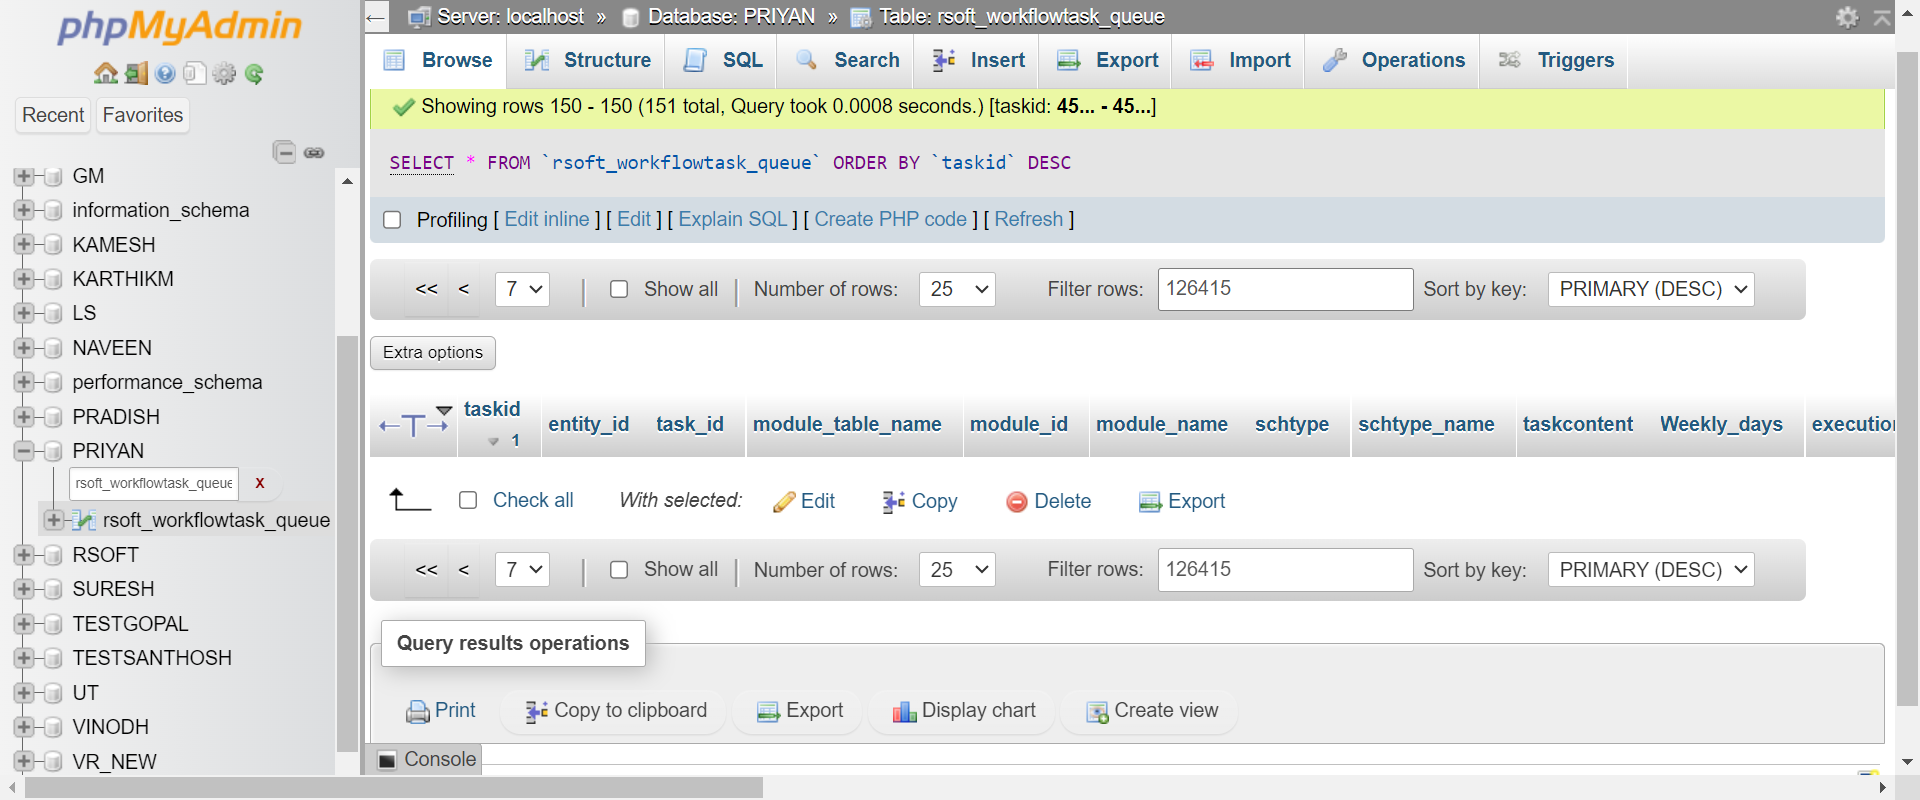 phpMyAdmin
Recent Favorites
GM
information_schema
KAMESH
KARTHIKM
LS
NAVEEN
performance_schema
PRADISH
PRIYAN
rsoft_workflowtask_queue X
rsoft_workflowtask_queue
RSOFT
SURESH
TESTGOPAL
TESTSANTHOSH
UT
VINODH
VR_NEW
Server: localhost » Database: PRIYAN » Table: rsoft_workflowtask_queue
Browse Structure SQL Search Insert Export Import Operations Triggers
Showing rows 150 - 150 (151 total, Query took 0.0008 seconds.) [taskid: 45... - 45...]
SELECT * FROM `rsoft_workflowtask_queue` ORDER BY `taskid` DESC
Profiling [ Edit inline ] [ Edit ] [ Explain SQL ] [ Create PHP code ] [ Refresh ]
<< < 7 | Show all | Number of rows: 25 Filter rows: 126415 Sort by key: PRIMARY (DESC)
Extra options
←T→ taskid 1 entity_id task_id module_table_name module_id module_name schtype schtype_name taskcontent Weekly_days execution
Check all With selected: Edit Copy Delete Export
<< < 7 | Show all | Number of rows: 25 Filter rows: 126415 Sort by key: PRIMARY (DESC)
Query results operations
Print Copy to clipboard Export Display chart Create view
Console